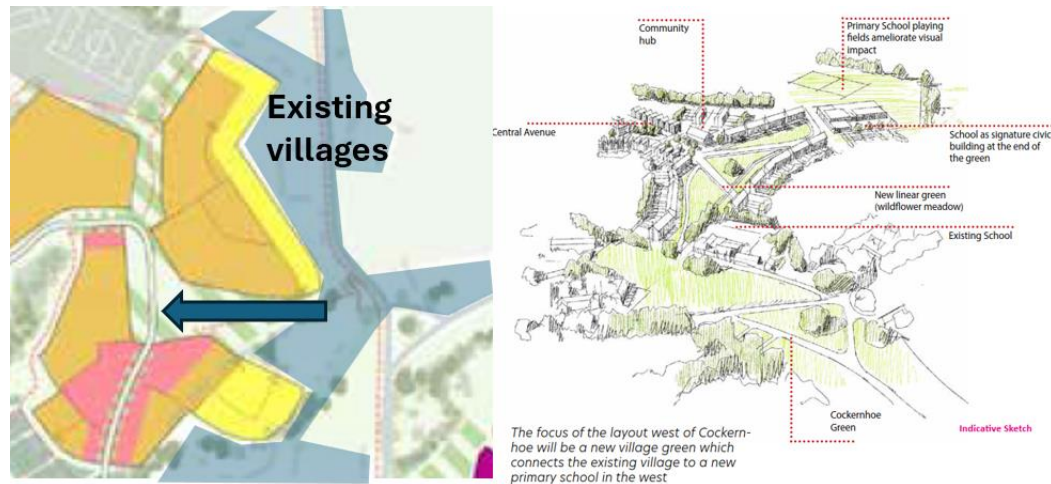 Existing
villages
Community
hub
Primary School playing
fields ameliorate visual
impact
Central Avenue
School as signature civic
building at the end of
the green
New linear green
(wildflower meadow)
Existing School
Cockernhoe
Green
Indicative Sketch
The focus of the layout west of Cockern-
hoe will be a new village green which
connects the existing village to a new
primary school in the west